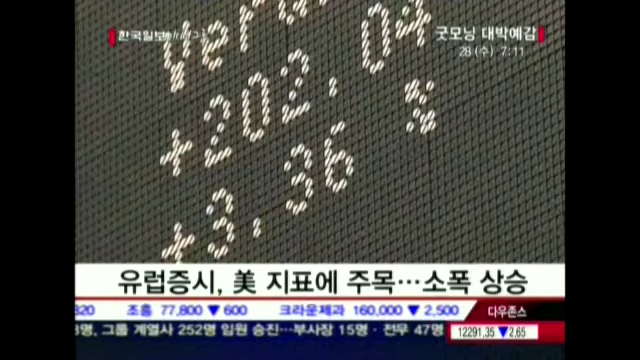 한국일보
굿모닝 대박예감
28 (수) · 7:11
+202,04
+3,36 %
유럽증시, 美 지표에 주목…소폭 상승
820 조흥 77,800 ▼600 크라운제과 160,000 ▼2,500 다우존스
8명, 그룹 계열사 252명 임원 승진…부사장 15명 · 전무 47명 12291,35 ▼2,65